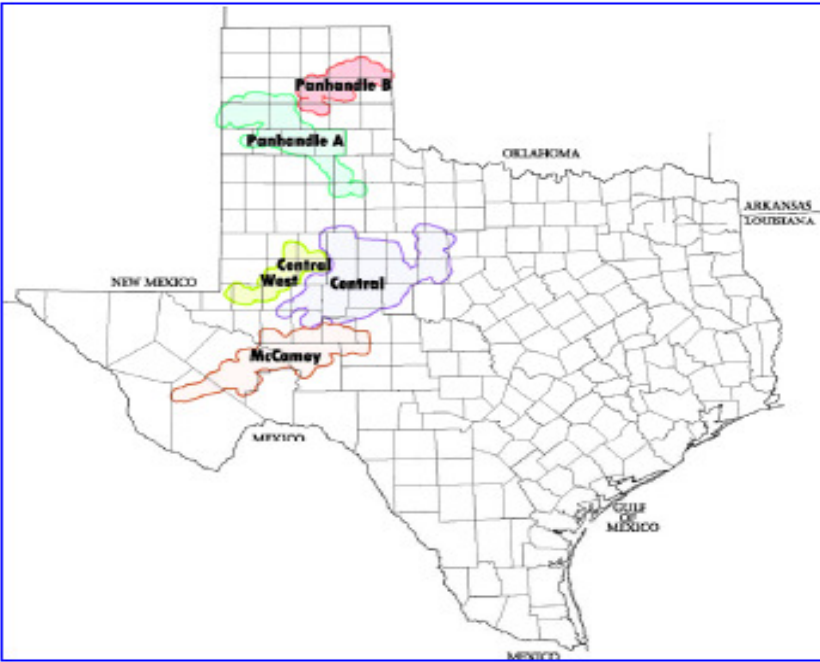 Panhandle B
Panhandle A
OKLAHOMA
ARKANSAS
LOUISIANA
Central
West
Central
NEW MEXICO
McCamey
MEXICO
GULF
OF
MEXICO
MEXICO